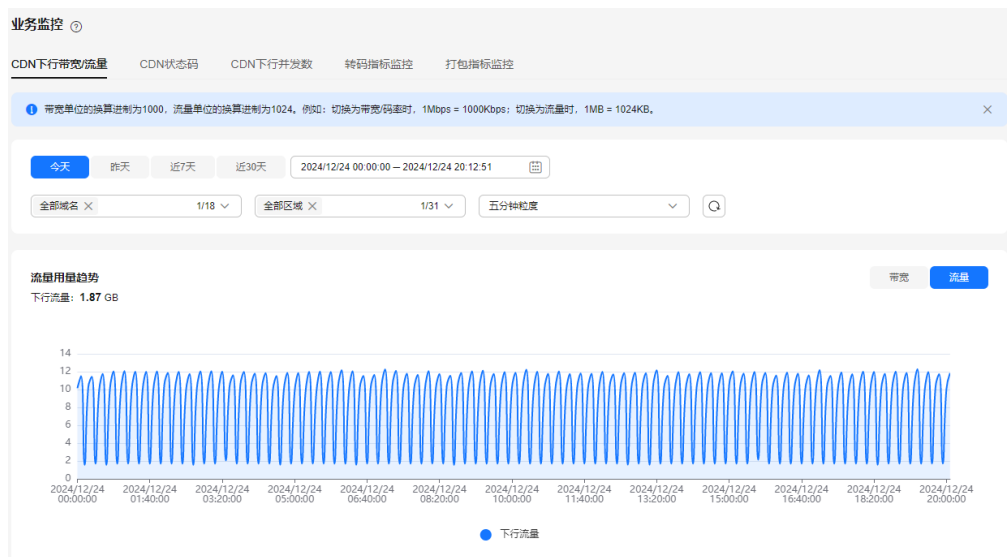 业务监控
CDN下行带宽/流量 CDN状态码 CDN下行并发数 转码指标监控 打包指标监控
带宽单位的换算进制为1000，流量单位的换算进制为1024。例如：切换为带宽/码率时，1Mbps = 1000Kbps；切换为流量时，1MB = 1024KB。
今天 昨天 近7天 近30天 2024/12/24 00:00:00 — 2024/12/24 20:12:51
全部域名 1/18 全部区域 1/31 五分钟粒度
流量用量趋势 带宽 流量
下行流量：1.87 GB
14
12
10
8
6
4
2
0
2024/12/24 2024/12/24 2024/12/24 2024/12/24 2024/12/24 2024/12/24 2024/12/24 2024/12/24 2024/12/24 2024/12/24 2024/12/24 2024/12/24 2024/12/24
00:00:00 01:40:00 03:20:00 05:00:00 06:40:00 08:20:00 10:00:00 11:40:00 13:20:00 15:00:00 16:40:00 18:20:00 20:00:00
下行流量